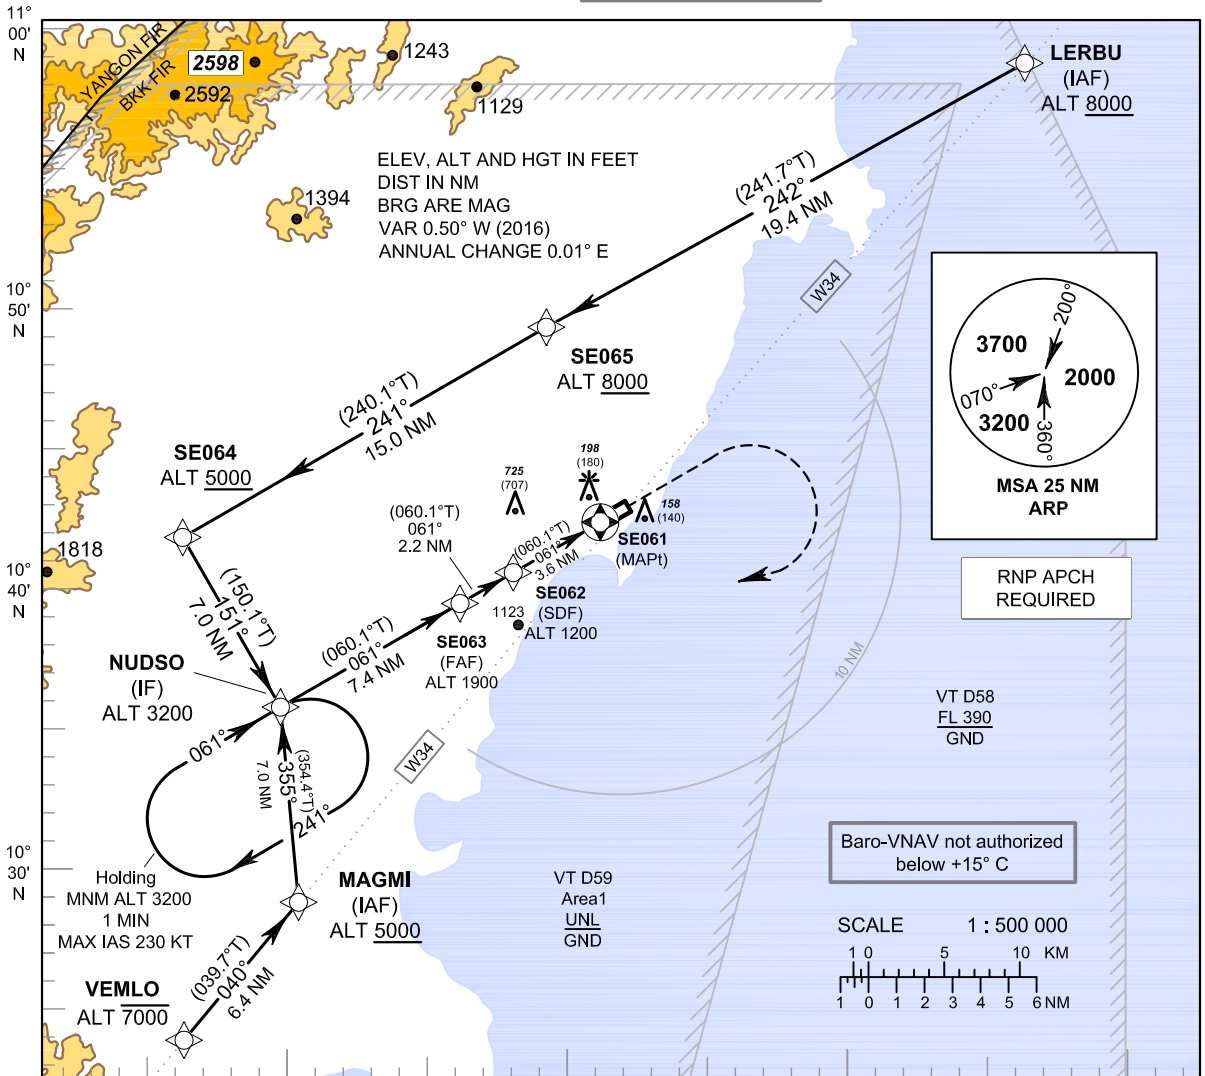 11°
00'
N
YANGON FIR
BKK-FIR
2598
2592
1243
1129
LERBU
(IAF)
ALT 8000
ELEV, ALT AND HGT IN FEET
DIST IN NM
BRG ARE MAG
VAR 0.50° W (2016)
ANNUAL CHANGE 0.01° E
1394
(241.7°T)
242°
19.4 NM
W34
10°
50'
N
200°
3700
2000
070°
3200
360°
MSA 25 NM
ARP
SE065
ALT 8000
(240.1°T)
241°
15.0 NM
SE064
ALT 5000
725
(707)
198
(180)
158
(140)
(060.1°T)
061°
2.2 NM
(060.1°T)
061°
3.6 NM
SE061
(MAPt)
1818
10°
40'
N
RNP APCH
REQUIRED
SE062
(SDF)
ALT 1200
1123
(150.1°T)
151°
7.0 NM
(060.1°T)
061°
7.4 NM
SE063
(FAF)
ALT 1900
NUDSO
(IF)
ALT 3200
10 NM
VT D58
FL 390
GND
061°
W34
(354.4°T)
355°
7.0 NM
241°
10°
30'
N
Holding
MNM ALT 3200
1 MIN
MAX IAS 230 KT
MAGMI
(IAF)
ALT 5000
VT D59
Area1
UNL
GND
Baro-VNAV not authorized
below +15° C
SCALE 1 : 500 000
1 0 5 10 KM
1 0 1 2 3 4 5 6 NM
(039.7°T)
040°
6.4 NM
VEMLO
ALT 7000